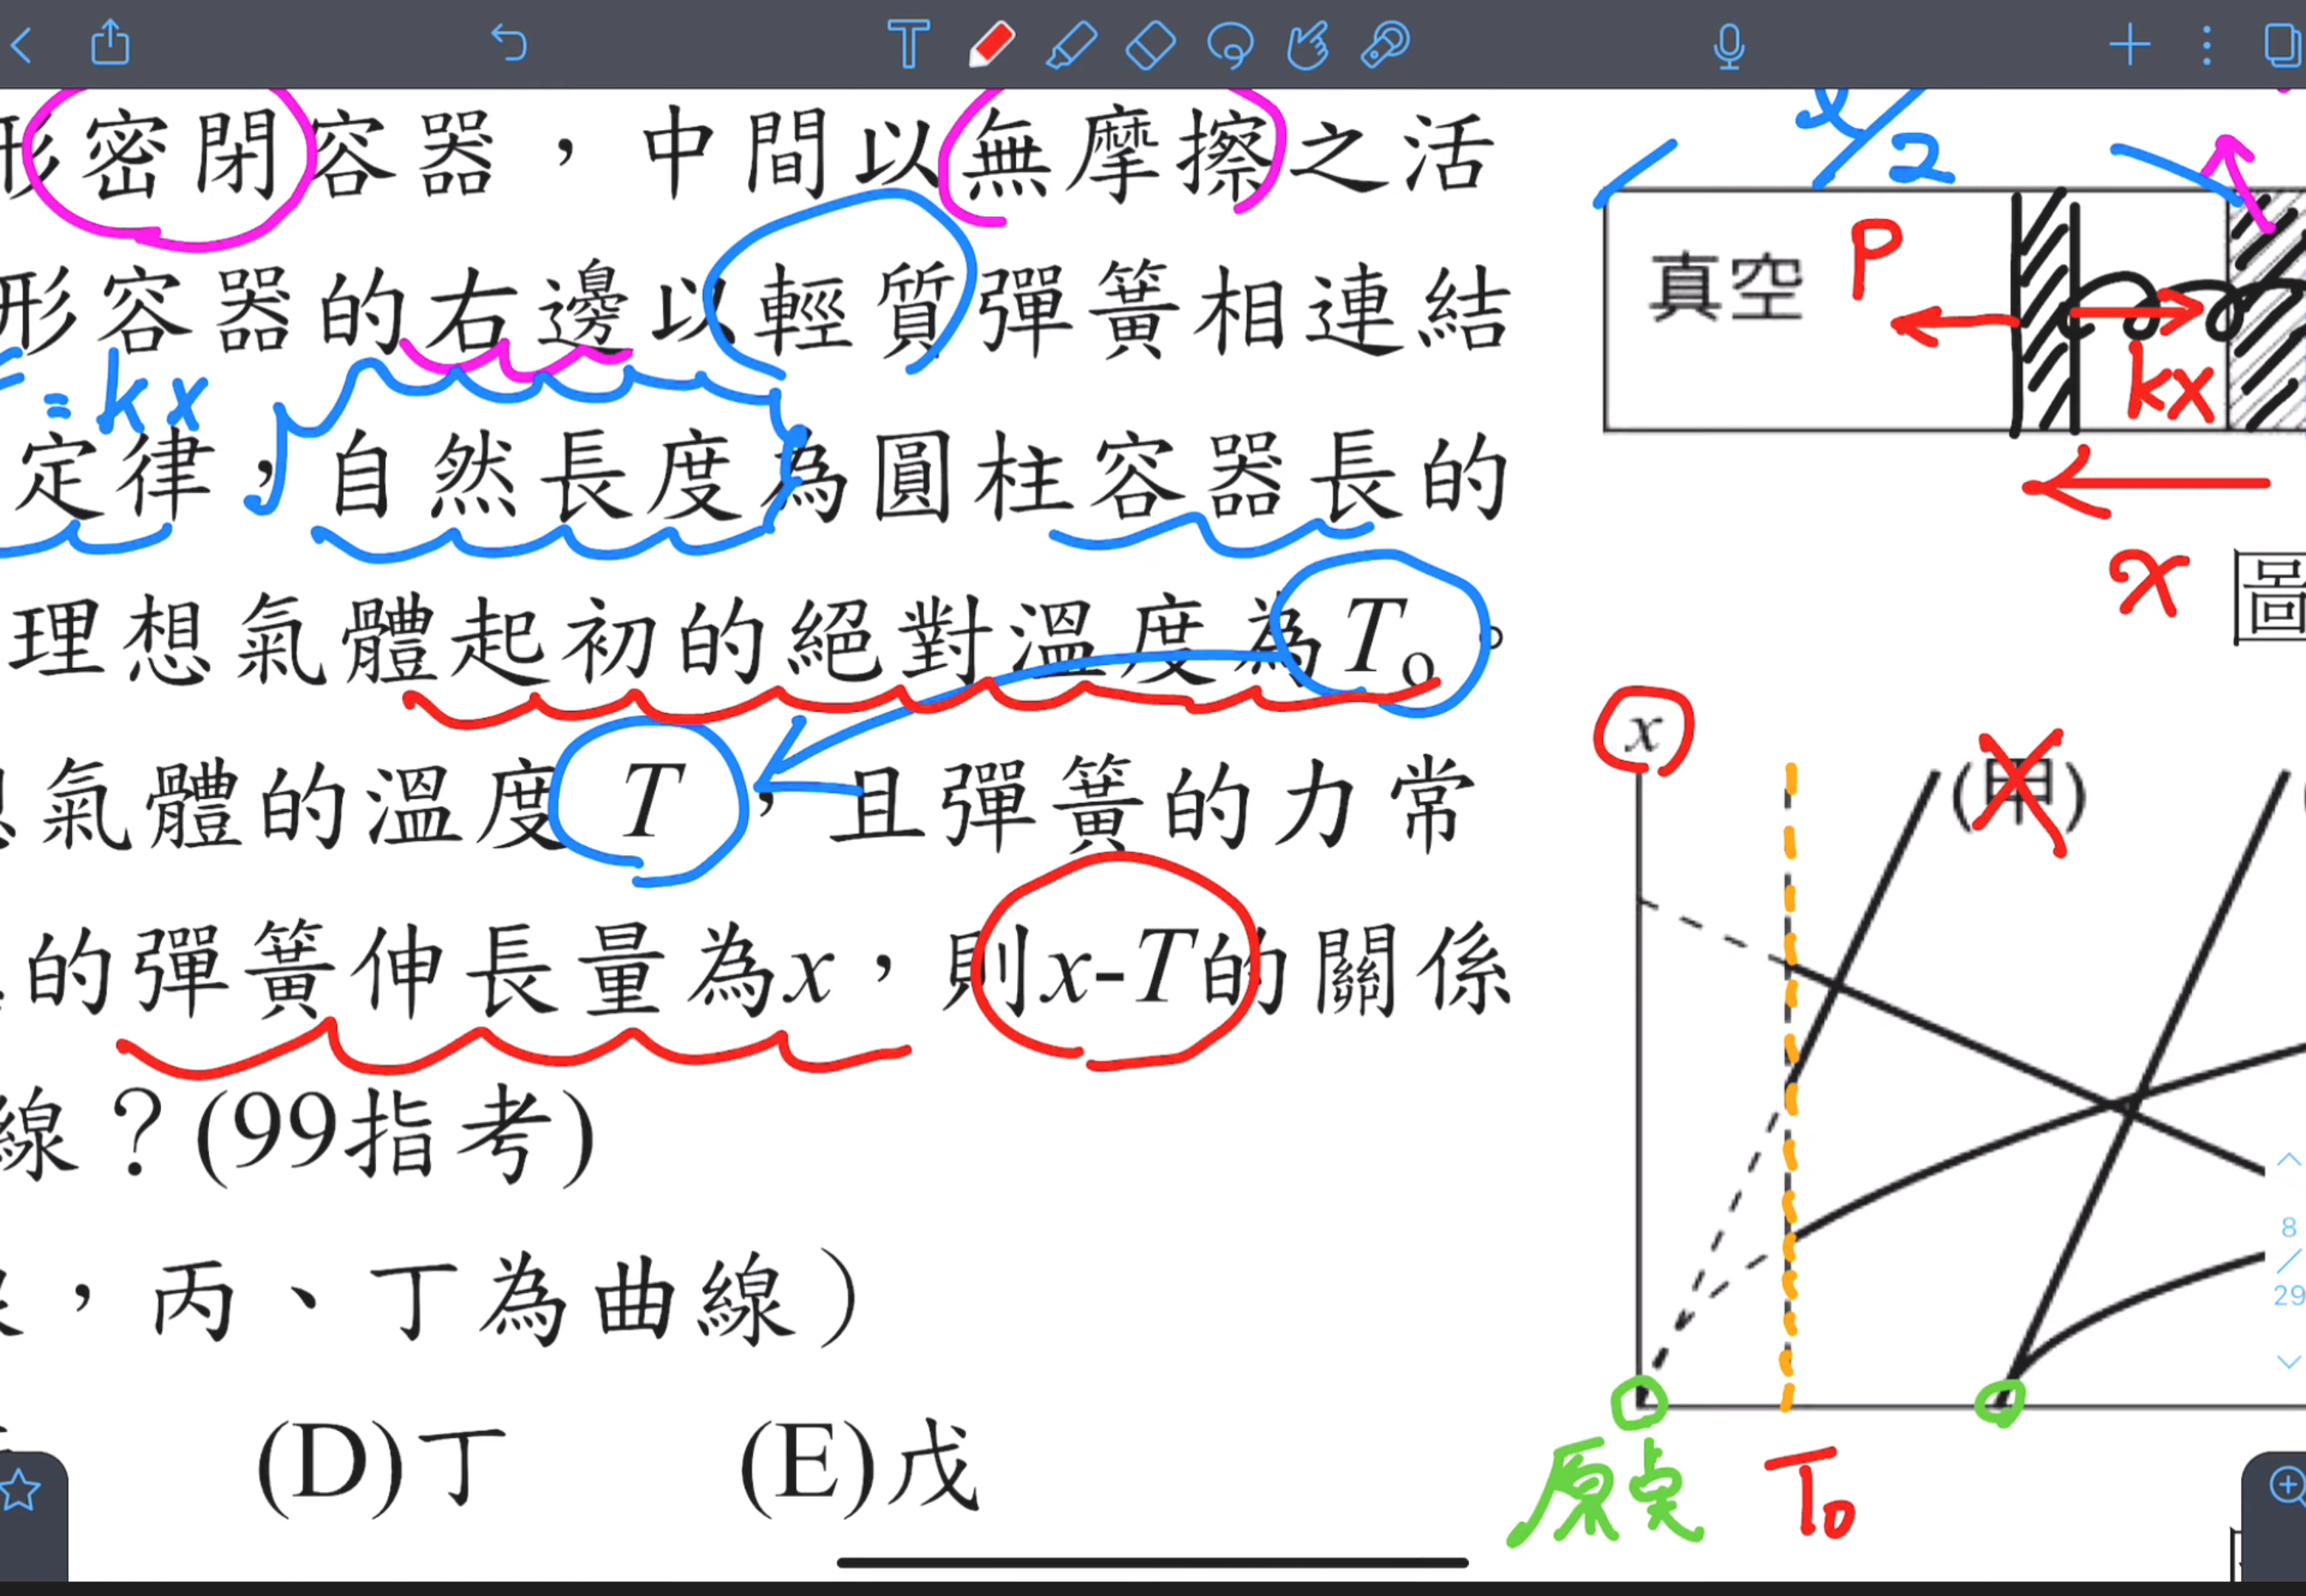 形密閉容器，中間以無摩擦之活
形容器的右邊以輕質彈簧相連結
= kx
定律，自然長度為圓柱容器長的
理想氣體起初的絕對溫度為T0。
氣體的溫度T，且彈簧的力常
的彈簧伸長量為x，則x-T的關係
線？(99指考)
，丙、丁為曲線）
(D)丁 (E)戊
2
真空
P
kx
x
圖
x
(甲)
原点
T0
8
/
29